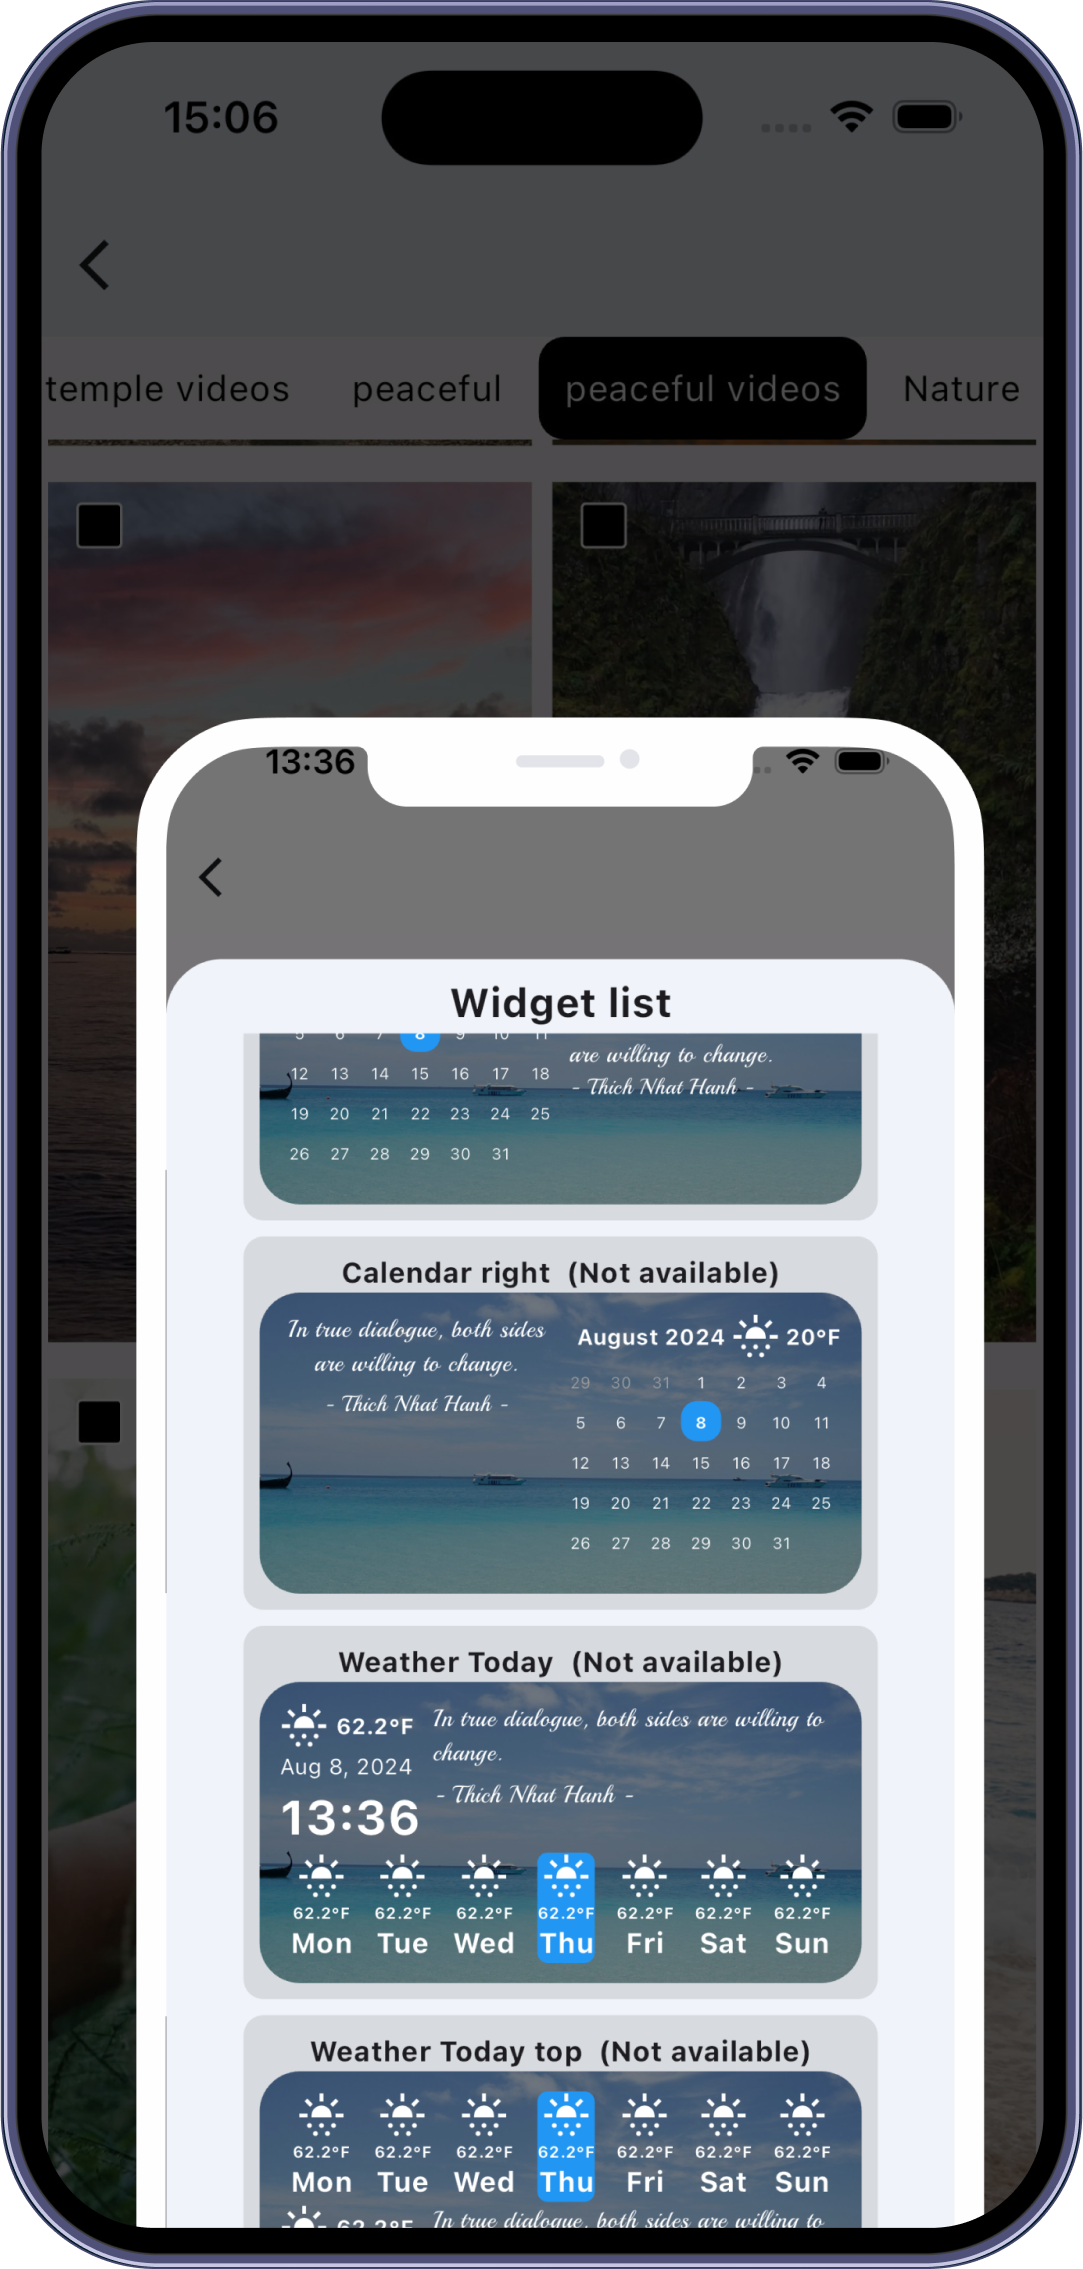 15:06
temple videos peaceful peaceful videos Nature
13:36
Widget list
5 6 7 8 9 10 11
12 13 14 15 16 17 18
19 20 21 22 23 24 25
26 27 28 29 30 31
are willing to change.
- Thich Nhat Hanh -
Calendar right (Not available)
In true dialogue, both sides
are willing to change.
- Thich Nhat Hanh -
August 2024 20°F
29 30 31 1 2 3 4
5 6 7 8 9 10 11
12 13 14 15 16 17 18
19 20 21 22 23 24 25
26 27 28 29 30 31
Weather Today (Not available)
62.2°F
Aug 8, 2024
13:36
In true dialogue, both sides are willing to
change.
- Thich Nhat Hanh -
62.2°F 62.2°F 62.2°F 62.2°F 62.2°F 62.2°F 62.2°F
Mon Tue Wed Thu Fri Sat Sun
Weather Today top (Not available)
62.2°F 62.2°F 62.2°F 62.2°F 62.2°F 62.2°F 62.2°F
Mon Tue Wed Thu Fri Sat Sun
62.2°F
In true dialogue, both sides are willing to